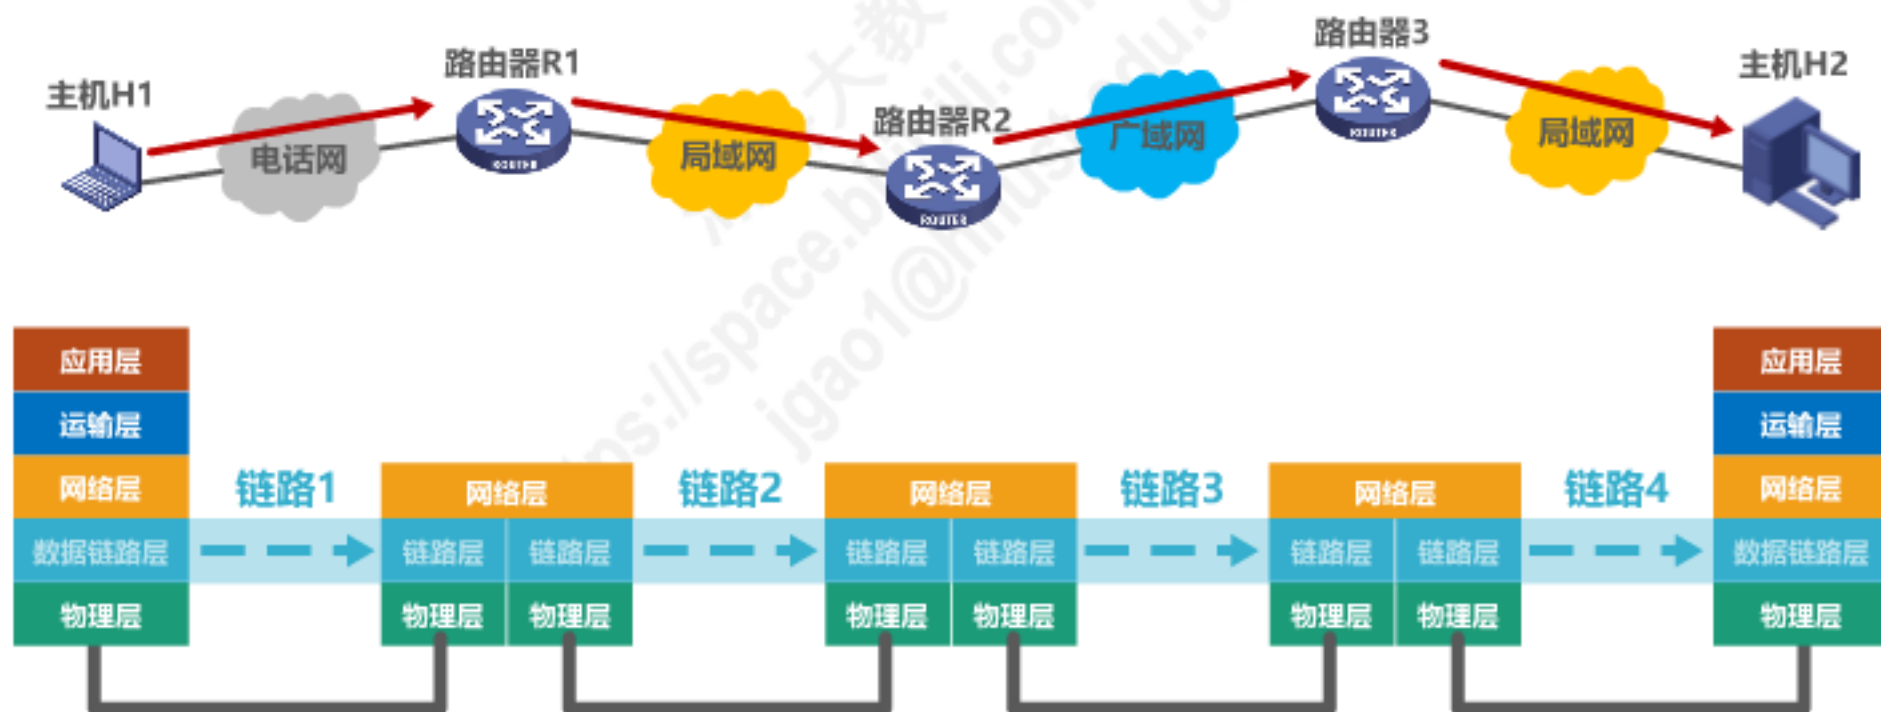 主机H1
路由器R1
路由器R2
路由器3
主机H2
电话网
局域网
广域网
局域网
ROUTER
ROUTER
ROUTER
应用层
运输层
网络层
数据链路层
物理层
链路1
网络层
链路层 链路层
物理层 物理层
链路2
网络层
链路层 链路层
物理层 物理层
链路3
网络层
链路层 链路层
物理层 物理层
链路4
应用层
运输层
网络层
数据链路层
物理层
jgao1@hnust.edu.c